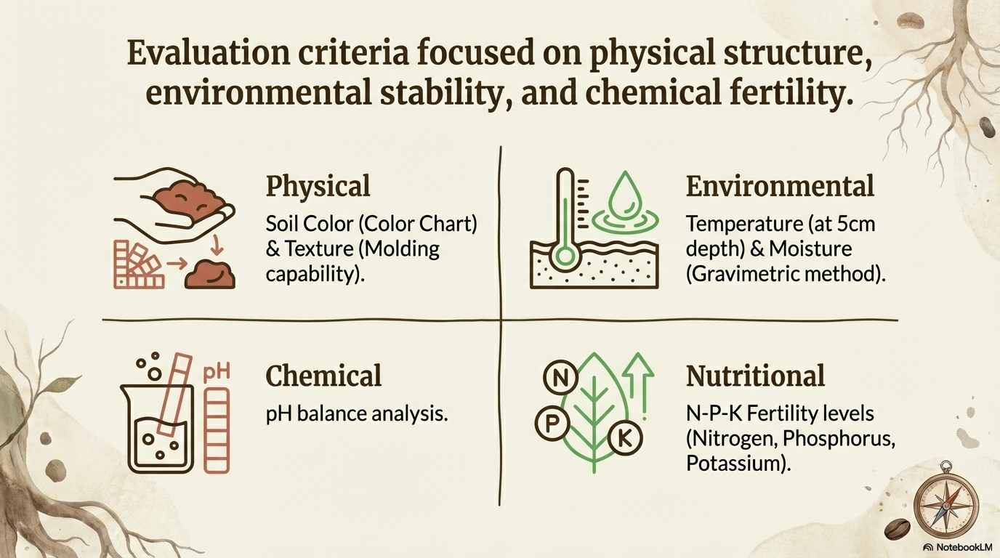 Evaluation criteria focused on physical structure,
environmental stability, and chemical fertility.
Physical
Soil Color (Color Chart)
& Texture (Molding
capability).
Environmental
Temperature (at 5cm
depth) & Moisture
(Gravimetric method).
pH
Chemical
pH balance analysis.
N
P
K
Nutritional
N-P-K Fertility levels
(Nitrogen, Phosphorus,
Potassium).
NotebookLM